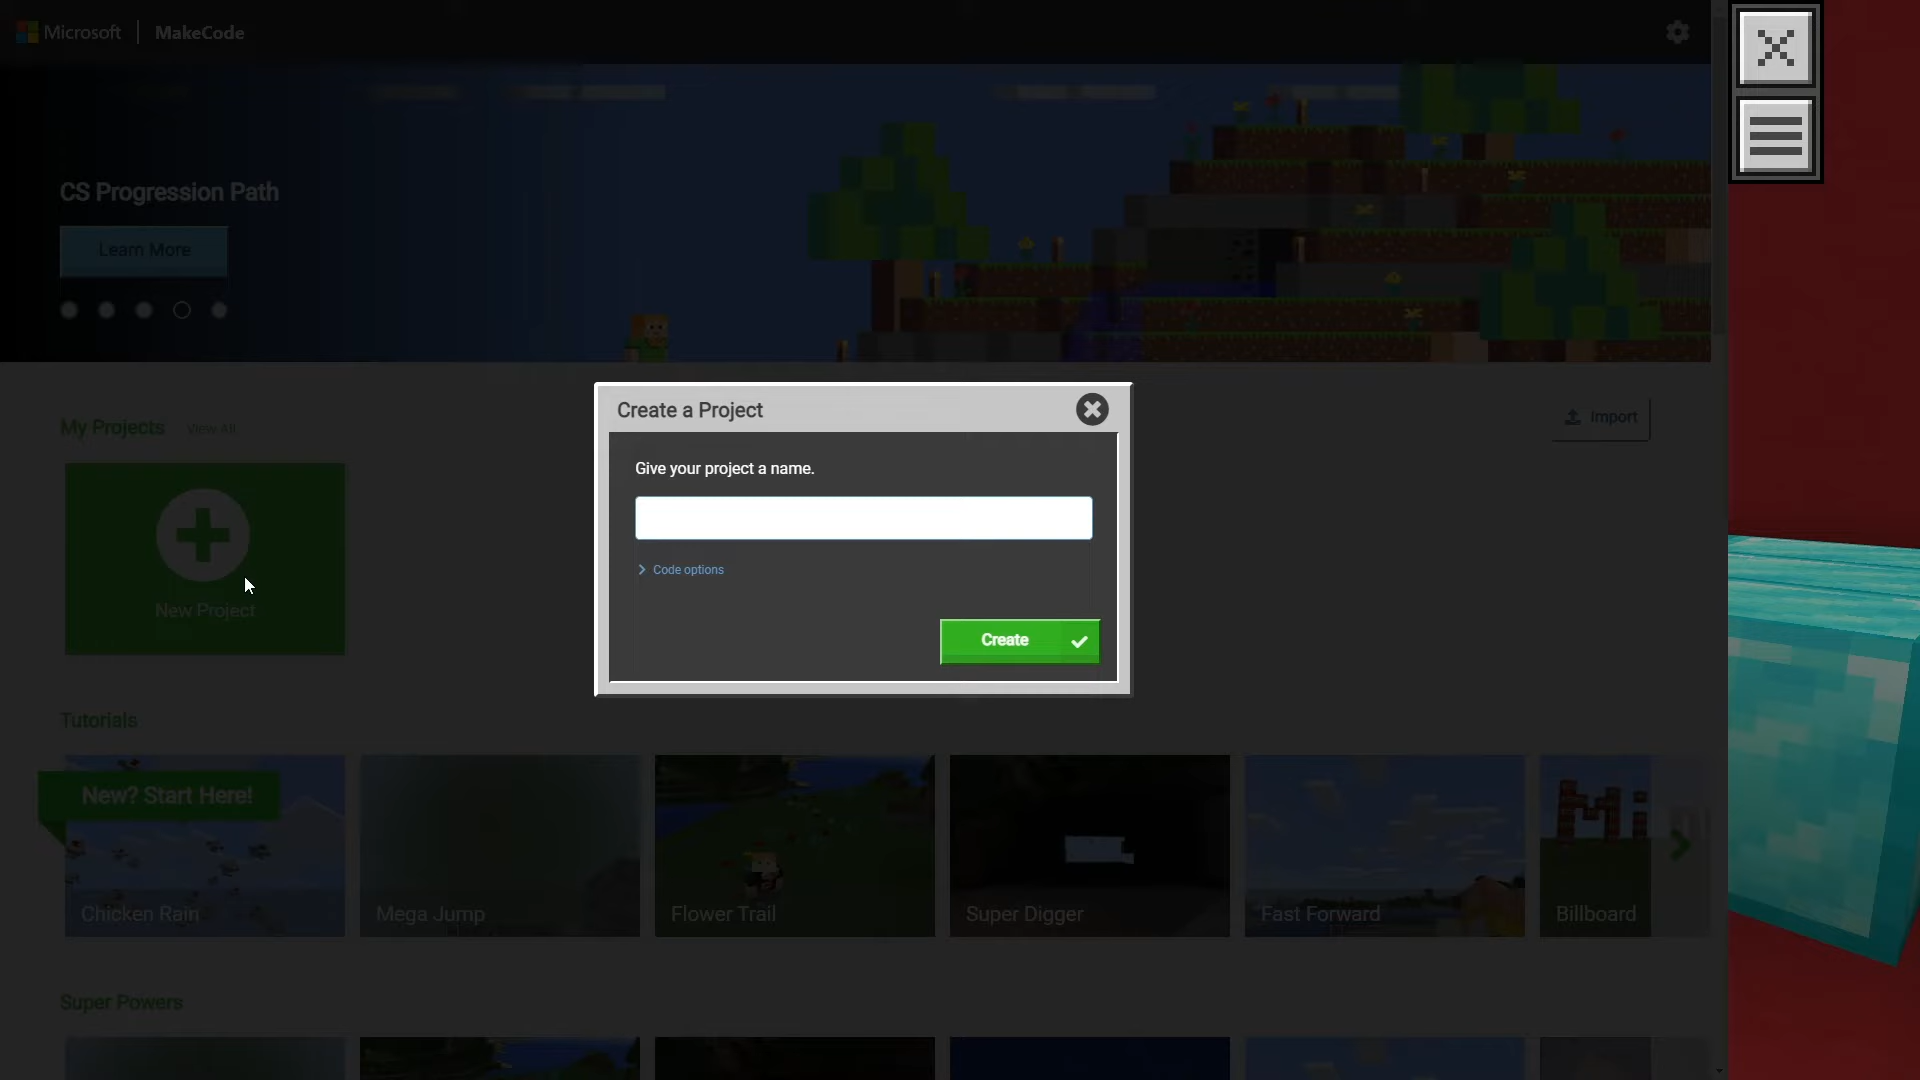 Microsoft | MakeCode
CS Progression Path
Learn More
Create a Project
Give your project a name.
Code options
Create
My Projects View All
Import
New Project
Tutorials
New? Start Here!
Chicken Rain
Mega Jump
Flower Trail
Super Digger
Fast Forward
Mi
Billboard
Super Powers